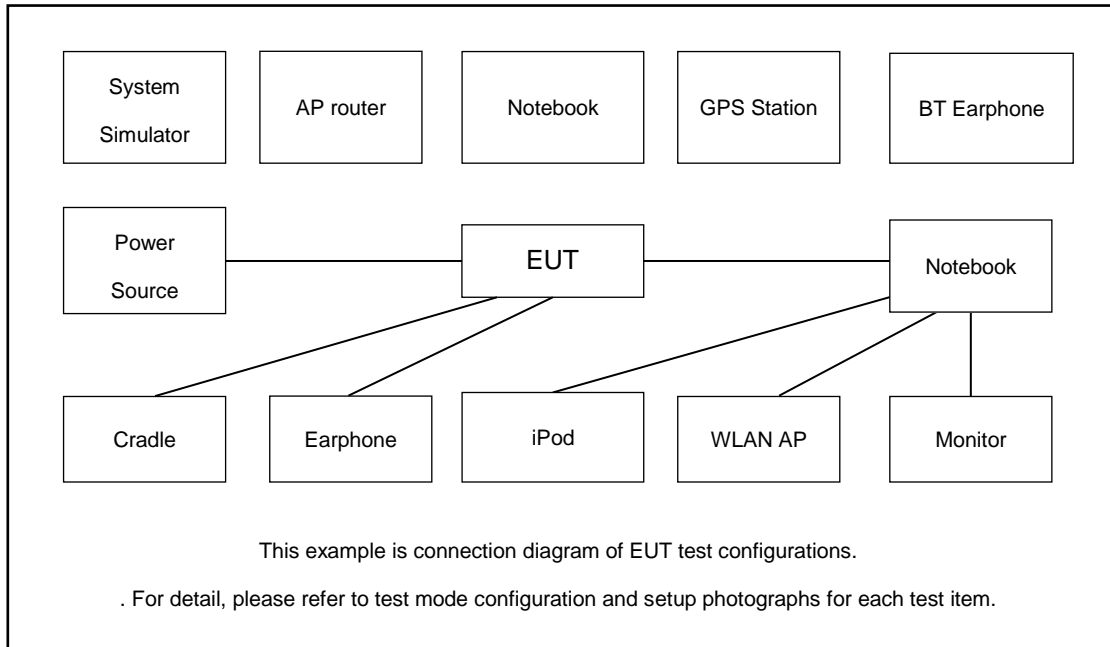 System
Simulator
AP router
Notebook
GPS Station
BT Earphone
Power
Source
EUT
Notebook
Cradle
Earphone
iPod
WLAN AP
Monitor
This example is connection diagram of EUT test configurations.
. For detail, please refer to test mode configuration and setup photographs for each test item.